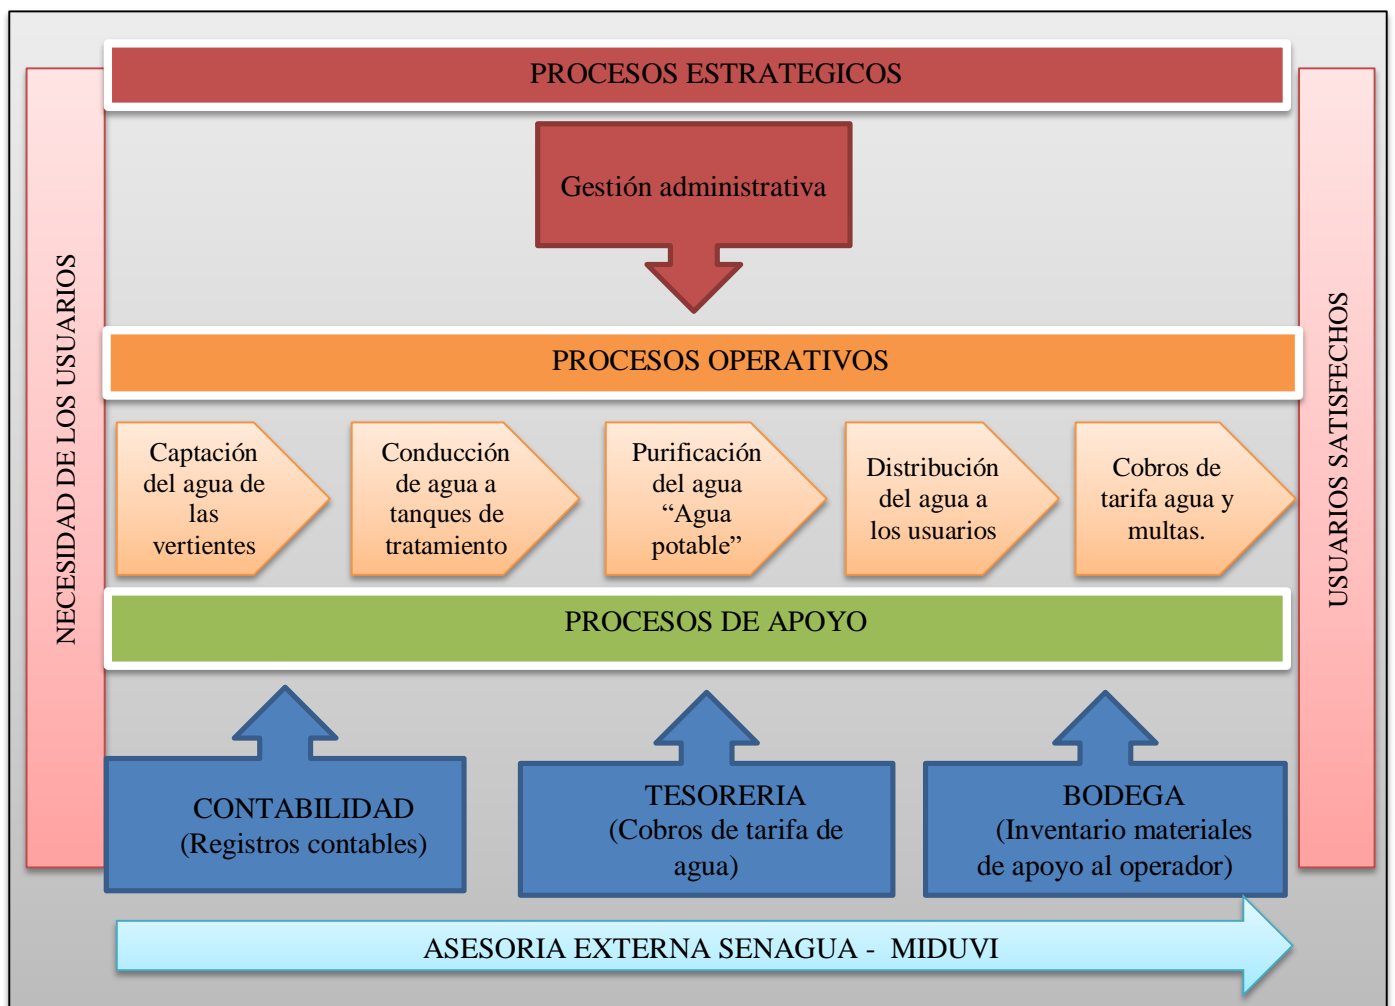 PROCESOS ESTRATEGICOS
Gestión administrativa
NECESIDAD DE LOS USUARIOS
USUARIOS SATISFECHOS
PROCESOS OPERATIVOS
Captación
del agua de
las
vertientes
Conducción
de agua a
tanques de
tratamiento
Purificación
del agua
“Agua
potable”
Distribución
del agua a
los usuarios
Cobros de
tarifa agua y
multas.
PROCESOS DE APOYO
CONTABILIDAD
(Registros contables)
TESORERIA
(Cobros de tarifa de
agua)
BODEGA
(Inventario materiales
de apoyo al operador)
ASESORIA EXTERNA SENAGUA - MIDUVI